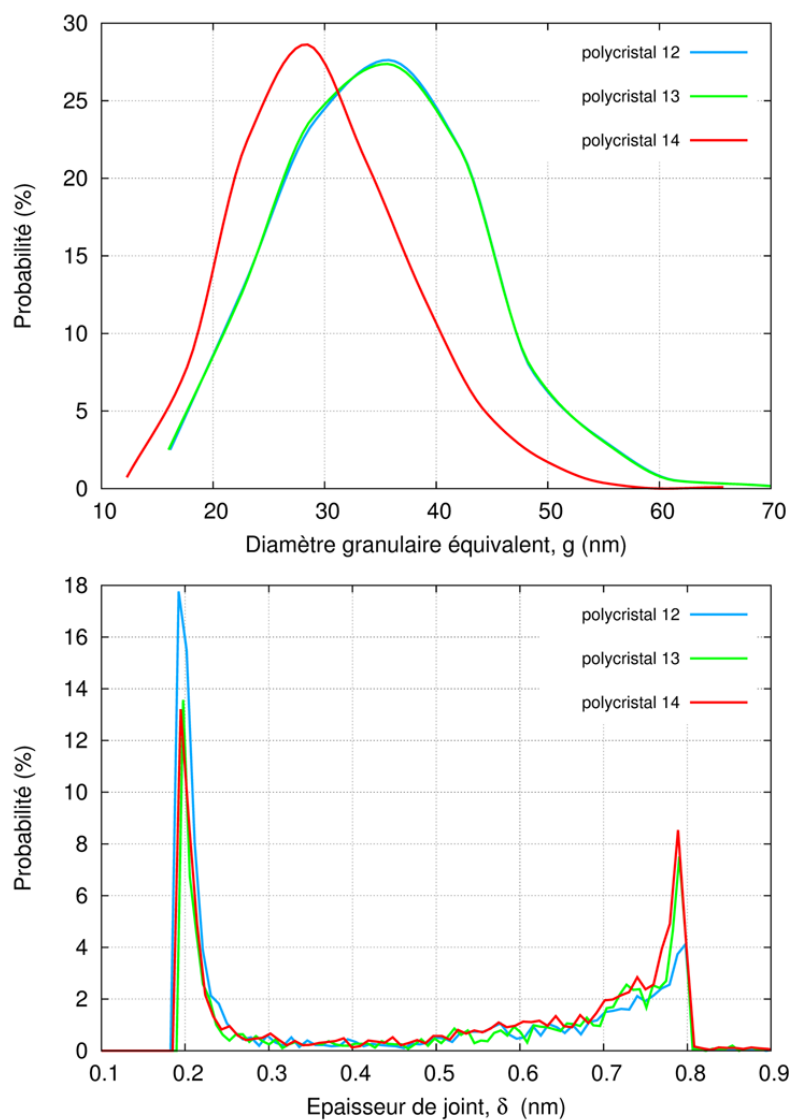 30
25
20
15
10
5
0
Probabilité (%)
polycristal 12
polycristal 13
polycristal 14
10 20 30 40 50 60 70
Diamètre granulaire équivalent, g (nm)
18
16
14
12
10
8
6
4
2
0
Probabilité (%)
polycristal 12
polycristal 13
polycristal 14
0.1 0.2 0.3 0.4 0.5 0.6 0.7 0.8 0.9
Epaisseur de joint, δ (nm)